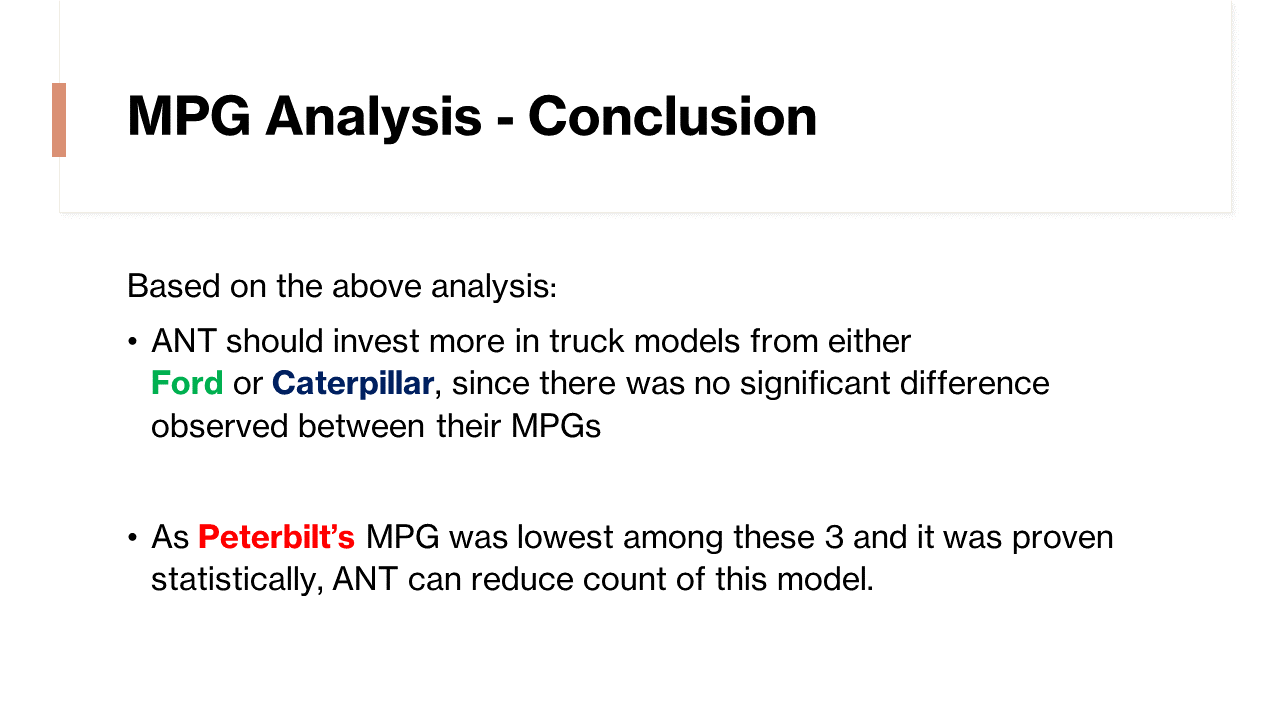 MPG Analysis - Conclusion
Based on the above analysis:
• ANT should invest more in truck models from either
Ford or Caterpillar, since there was no significant difference
observed between their MPGs
• As Peterbilt’s MPG was lowest among these 3 and it was proven
statistically, ANT can reduce count of this model.